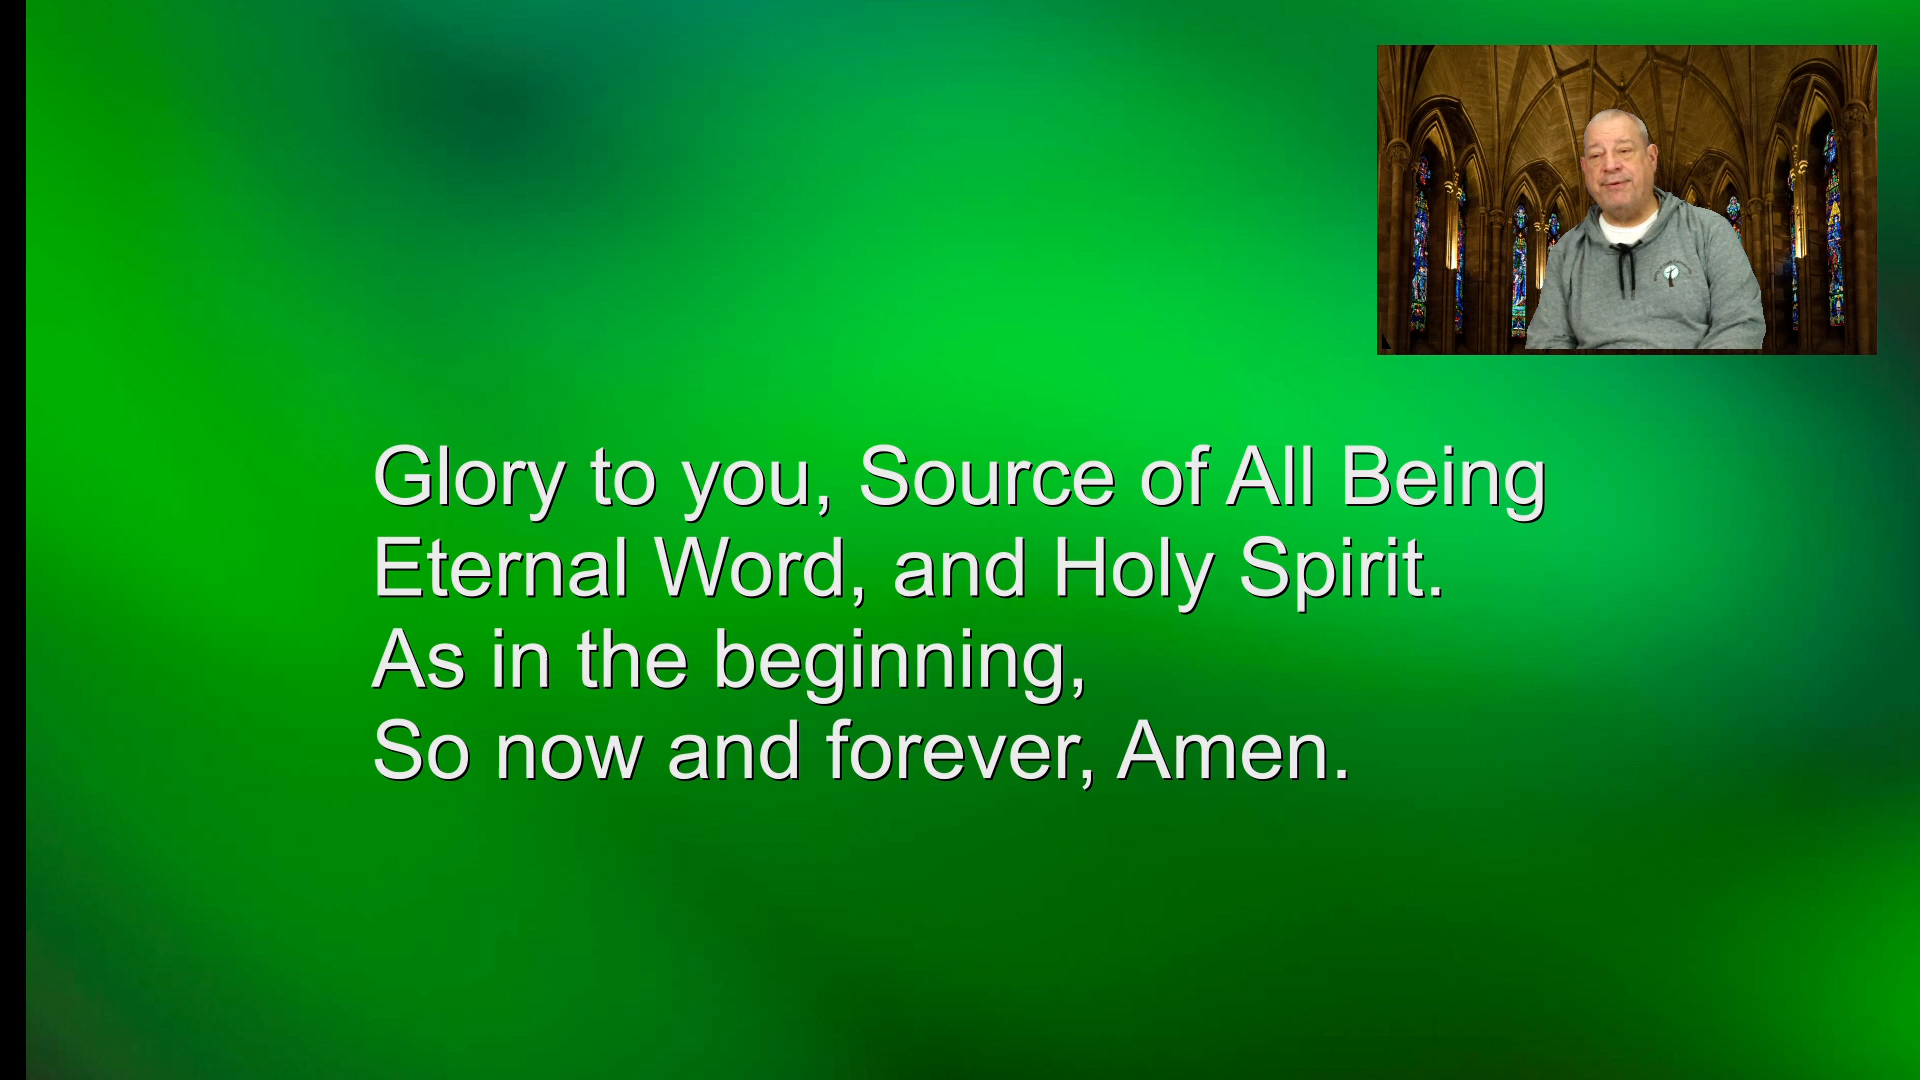 Glory to you, Source of All Being
Eternal Word, and Holy Spirit.
As in the beginning,
So now and forever, Amen.